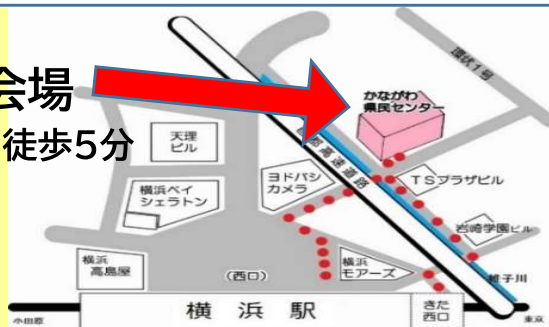 会場
徒歩5分
環状1号
かながわ
県民センター
天理
ビル
高速道路
ヨドバシ
カメラ
TSプラザビル
横浜ベイ
シェラトン
岩崎学園ビル
横浜
高島屋
(西口)
横浜
モアーズ
帷子川
横浜駅
きた
西口
小田原
東京